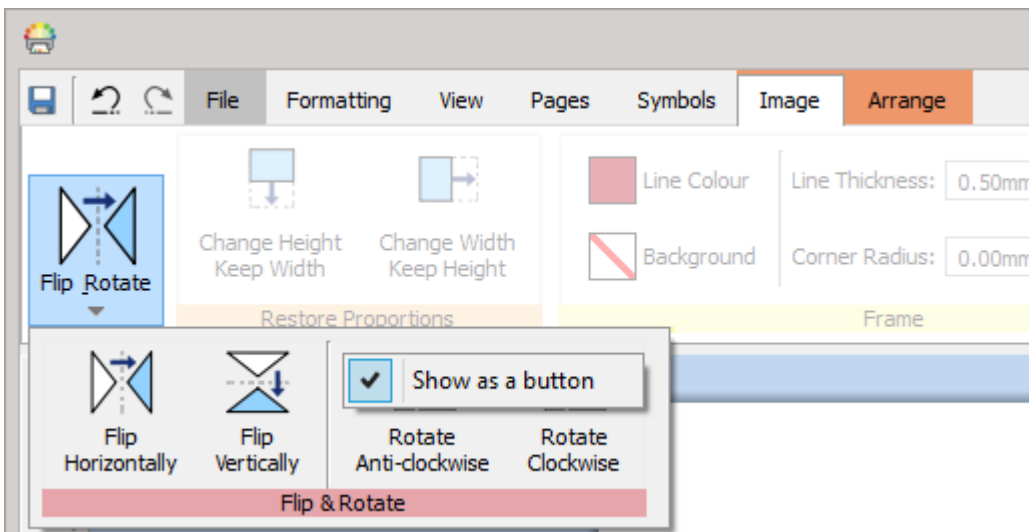 File Formatting View Pages Symbols Image Arrange
Flip Rotate
Change Height
Keep Width
Change Width
Keep Height
Restore Proportions
Line Colour
Background
Line Thickness: 0.50mm
Corner Radius: 0.00mm
Frame
Show as a button
Flip
Horizontally
Flip
Vertically
Rotate
Anti-clockwise
Rotate
Clockwise
Flip & Rotate